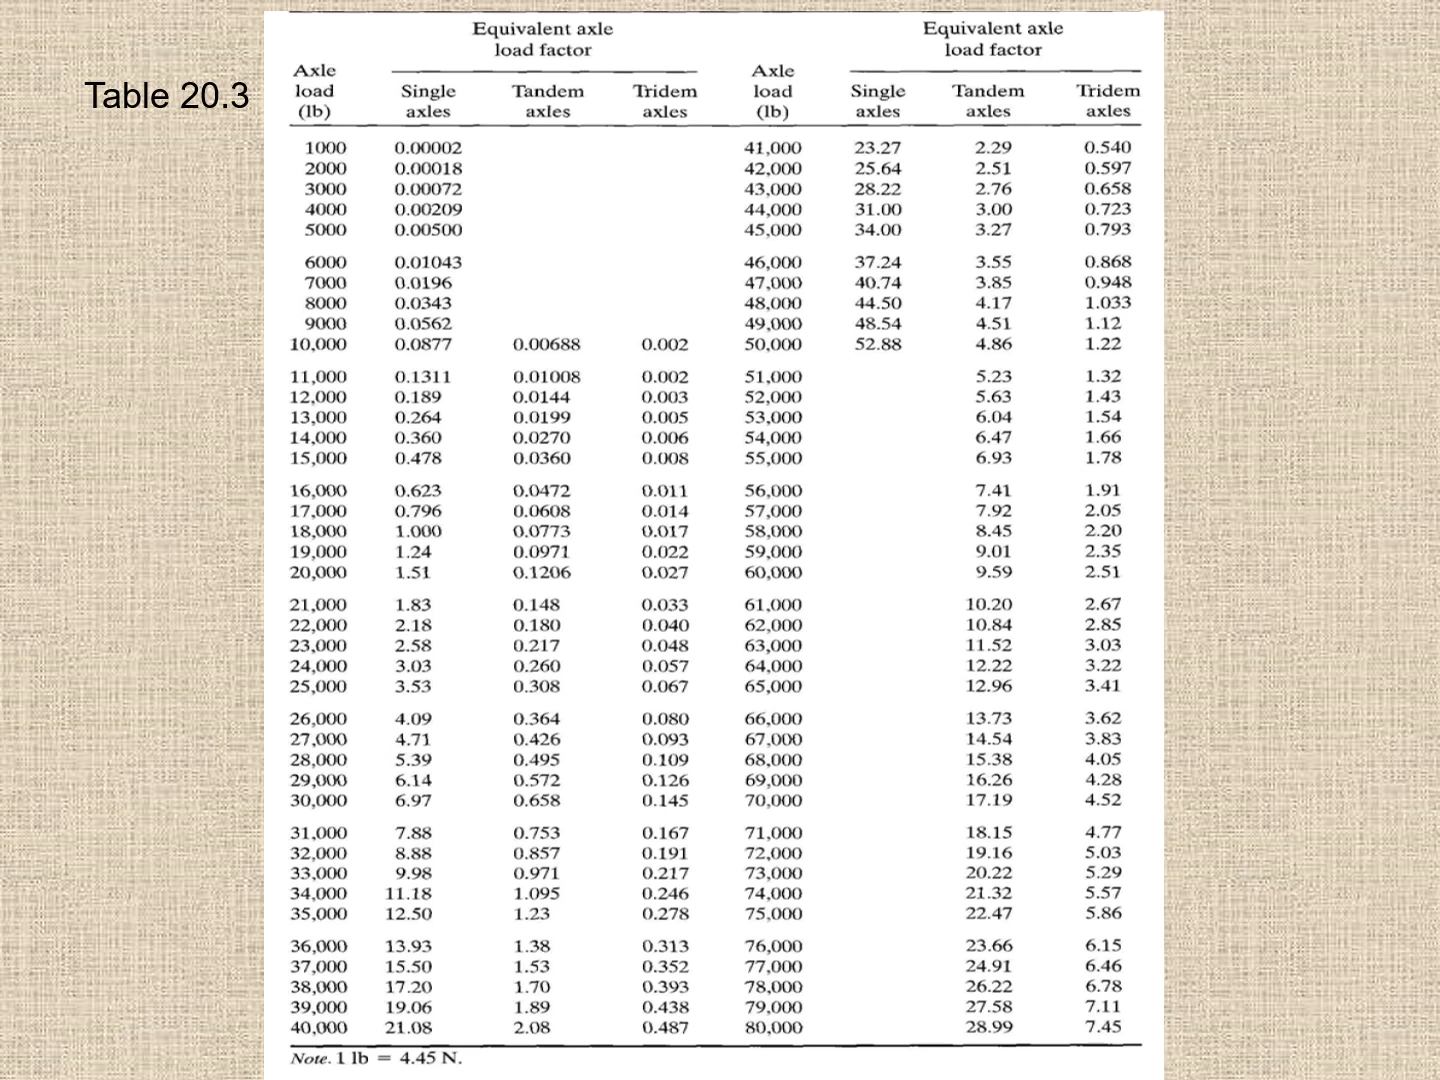 Table 20.3
Equivalent axle load factor Equivalent axle load factor
Axle load (lb) Single axles Tandem axles Tridem axles Axle load (lb) Single axles Tandem axles Tridem axles
1000 0.00002 41,000 23.27 2.29 0.540
2000 0.00018 42,000 25.64 2.51 0.597
3000 0.00072 43,000 28.22 2.76 0.658
4000 0.00209 44,000 31.00 3.00 0.723
5000 0.00500 45,000 34.00 3.27 0.793
6000 0.01043 46,000 37.24 3.55 0.868
7000 0.0196 47,000 40.74 3.85 0.948
8000 0.0343 48,000 44.50 4.17 1.033
9000 0.0562 49,000 48.54 4.51 1.12
10,000 0.0877 0.00688 0.002 50,000 52.88 4.86 1.22
11,000 0.1311 0.01008 0.002 51,000 5.23 1.32
12,000 0.189 0.0144 0.003 52,000 5.63 1.43
13,000 0.264 0.0199 0.005 53,000 6.04 1.54
14,000 0.360 0.0270 0.006 54,000 6.47 1.66
15,000 0.478 0.0360 0.008 55,000 6.93 1.78
16,000 0.623 0.0472 0.011 56,000 7.41 1.91
17,000 0.796 0.0608 0.014 57,000 7.92 2.05
18,000 1.000 0.0773 0.017 58,000 8.45 2.20
19,000 1.24 0.0971 0.022 59,000 9.01 2.35
20,000 1.51 0.1206 0.027 60,000 9.59 2.51
21,000 1.83 0.148 0.033 61,000 10.20 2.67
22,000 2.18 0.180 0.040 62,000 10.84 2.85
23,000 2.58 0.217 0.048 63,000 11.52 3.03
24,000 3.03 0.260 0.057 64,000 12.22 3.22
25,000 3.53 0.308 0.067 65,000 12.96 3.41
26,000 4.09 0.364 0.080 66,000 13.73 3.62
27,000 4.71 0.426 0.093 67,000 14.54 3.83
28,000 5.39 0.495 0.109 68,000 15.38 4.05
29,000 6.14 0.572 0.126 69,000 16.26 4.28
30,000 6.97 0.658 0.145 70,000 17.19 4.52
31,000 7.88 0.753 0.167 71,000 18.15 4.77
32,000 8.88 0.857 0.191 72,000 19.16 5.03
33,000 9.98 0.971 0.217 73,000 20.22 5.29
34,000 11.18 1.095 0.246 74,000 21.32 5.57
35,000 12.50 1.23 0.278 75,000 22.47 5.86
36,000 13.93 1.38 0.313 76,000 23.66 6.15
37,000 15.50 1.53 0.352 77,000 24.91 6.46
38,000 17.20 1.70 0.393 78,000 26.22 6.78
39,000 19.06 1.89 0.438 79,000 27.58 7.11
40,000 21.08 2.08 0.487 80,000 28.99 7.45
Note. 1 lb = 4.45 N.